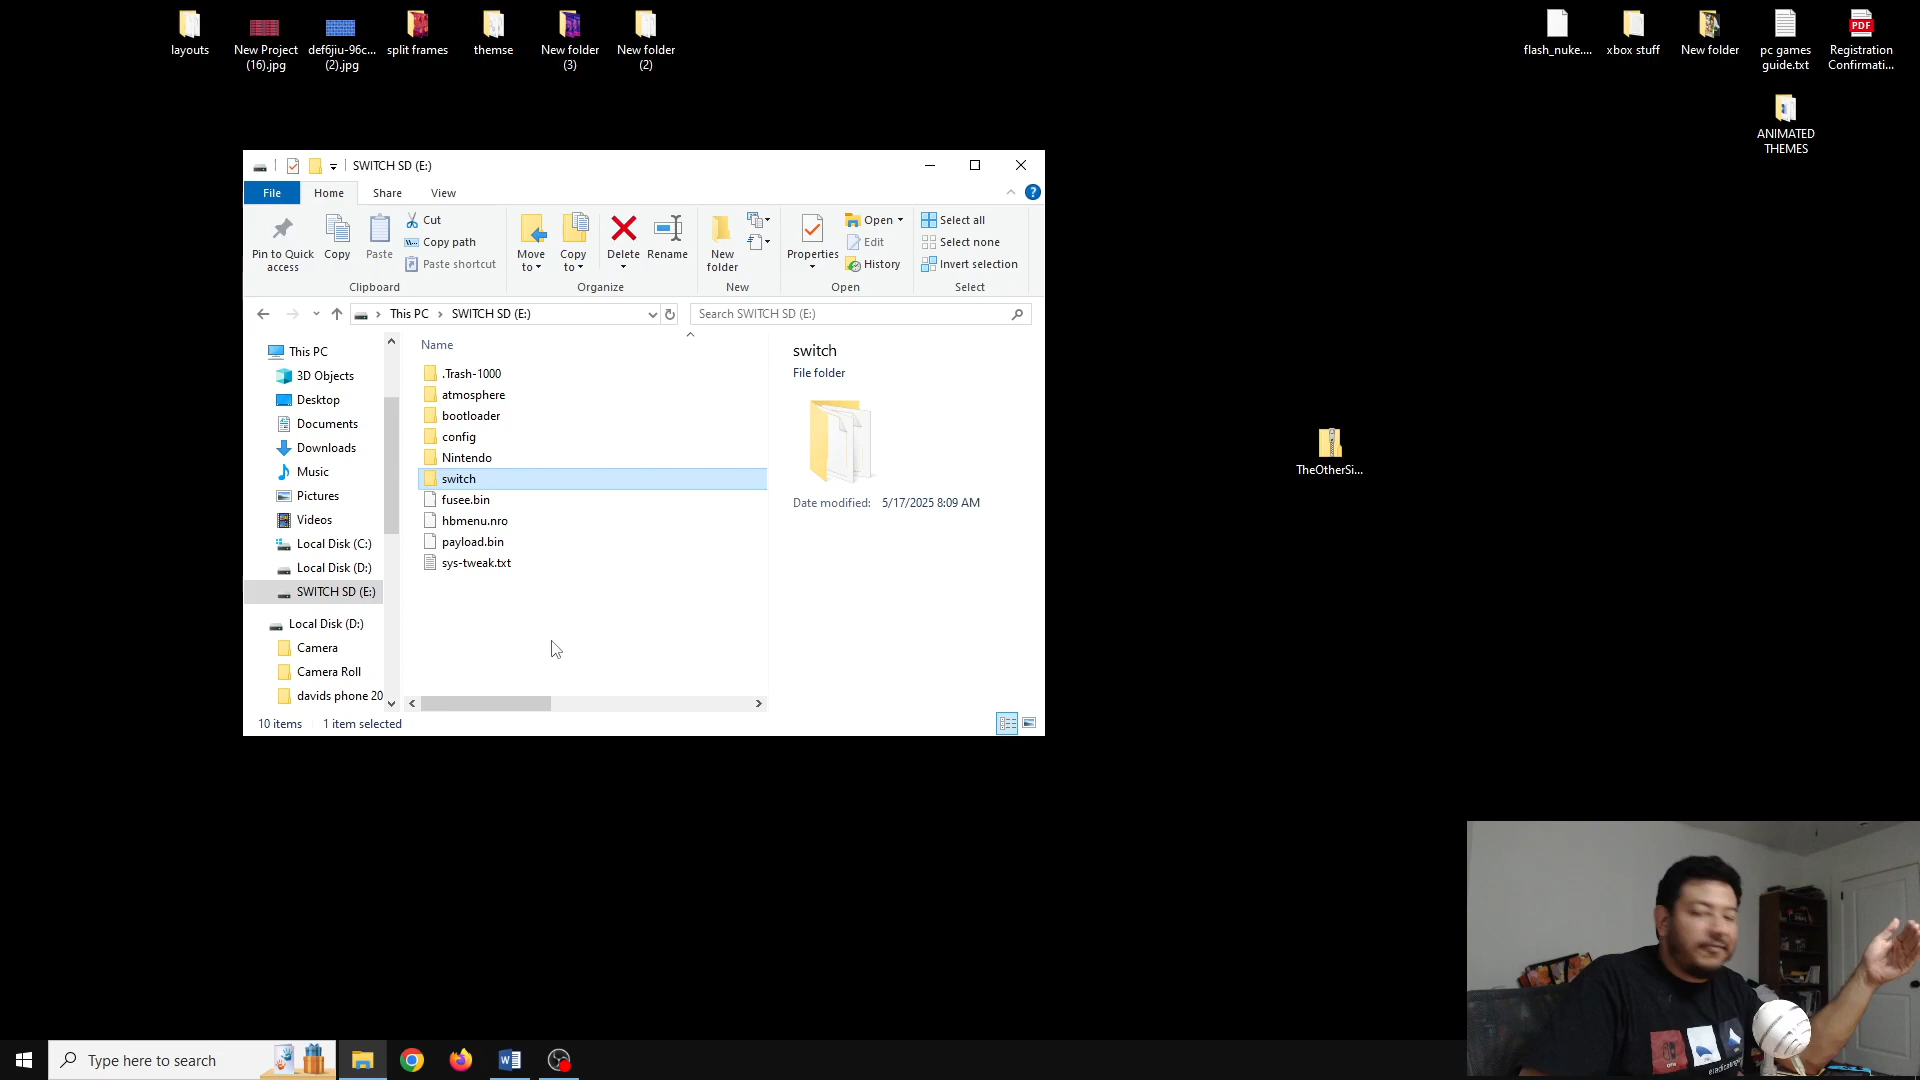 layouts
New Project
(16).jpg
def6jiu-96c...
(2).jpg
split frames
themse
New folder
(3)
New folder
(2)
flash_nuke....
xbox stuff
New folder
pc games
guide.txt
PDF
Registration
Confirmati...
ANIMATED
THEMES
SWITCH SD (E:)
File
Home
Share
View
?
Pin to Quick
access
Copy
Paste
Cut
Copy path
Paste shortcut
Clipboard
Move
to
Copy
to
Delete
Rename
Organize
New
folder
New
Properties
Open
Edit
History
Open
Select all
Select none
Invert selection
Select
This PC
SWITCH SD (E:)
Search SWITCH SD (E:)
This PC
3D Objects
Desktop
Documents
Downloads
Music
Pictures
Videos
Local Disk (C:)
Local Disk (D:)
SWITCH SD (E:)
Local Disk (D:)
Camera
Camera Roll
davids phone 20
Name
.Trash-1000
atmosphere
bootloader
config
Nintendo
switch
fusee.bin
hbmenu.nro
payload.bin
sys-tweak.txt
switch
File folder
Date modified: 5/17/2025 8:09 AM
10 items
1 item selected
TheOtherSi...
Type here to search
W